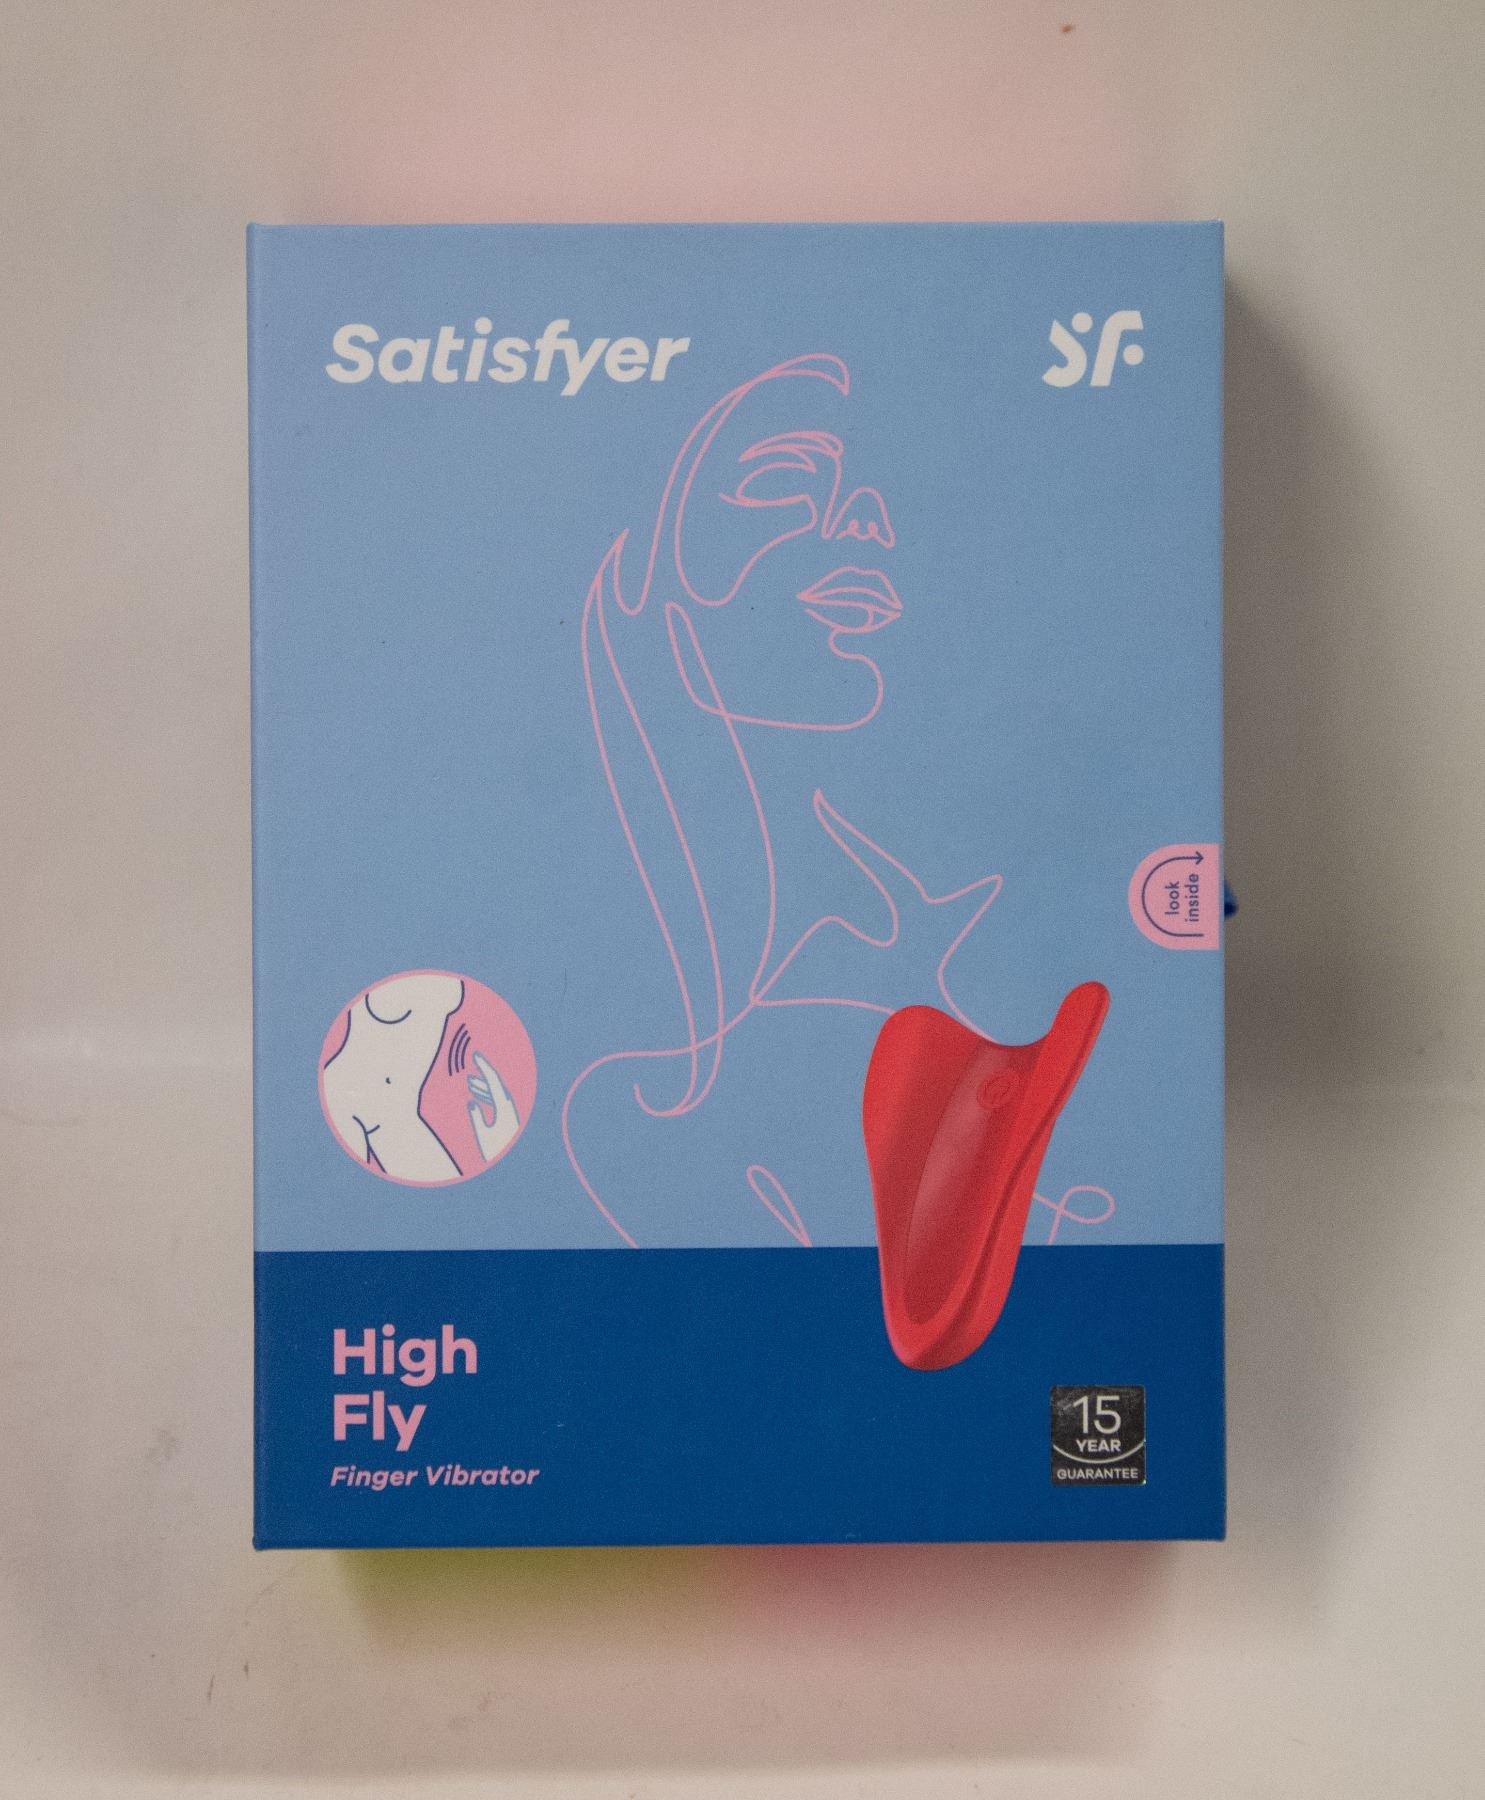 Satisfyer
SF
look
inside
High
Fly
Finger Vibrator
15
YEAR
GUARANTEE